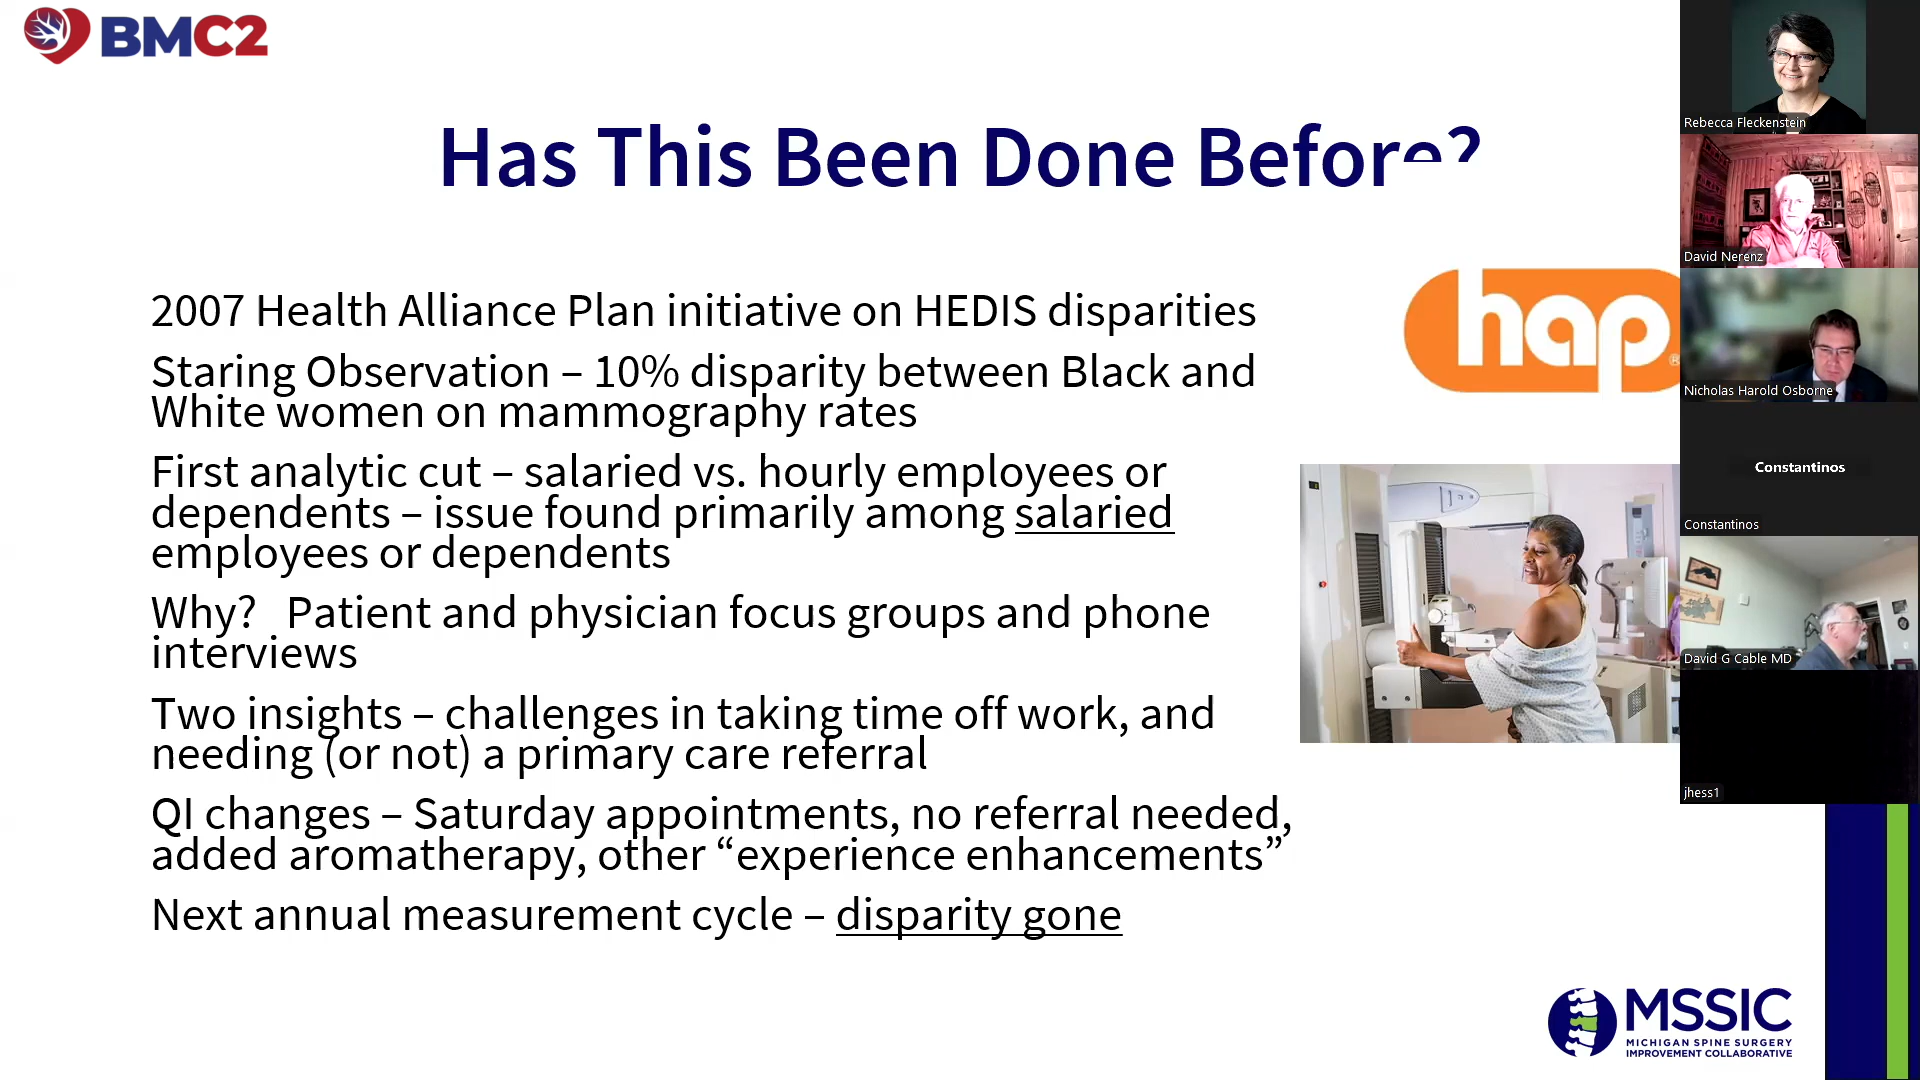 BMC2
Has This Been Done Before?
2007 Health Alliance Plan initiative on HEDIS disparities
Staring Observation – 10% disparity between Black and
White women on mammography rates
First analytic cut – salaried vs. hourly employees or
dependents – issue found primarily among salaried
employees or dependents
Why?   Patient and physician focus groups and phone
interviews
Two insights – challenges in taking time off work, and
needing (or not) a primary care referral
QI changes – Saturday appointments, no referral needed,
added aromatherapy, other “experience enhancements”
Next annual measurement cycle – disparity gone
hap®
MSSIC
MICHIGAN SPINE SURGERY
IMPROVEMENT COLLABORATIVE
Rebecca Fleckenstein
David Nerenz
Nicholas Harold Osborne
Constantinos
Constantinos
David G Cable MD
jhess1